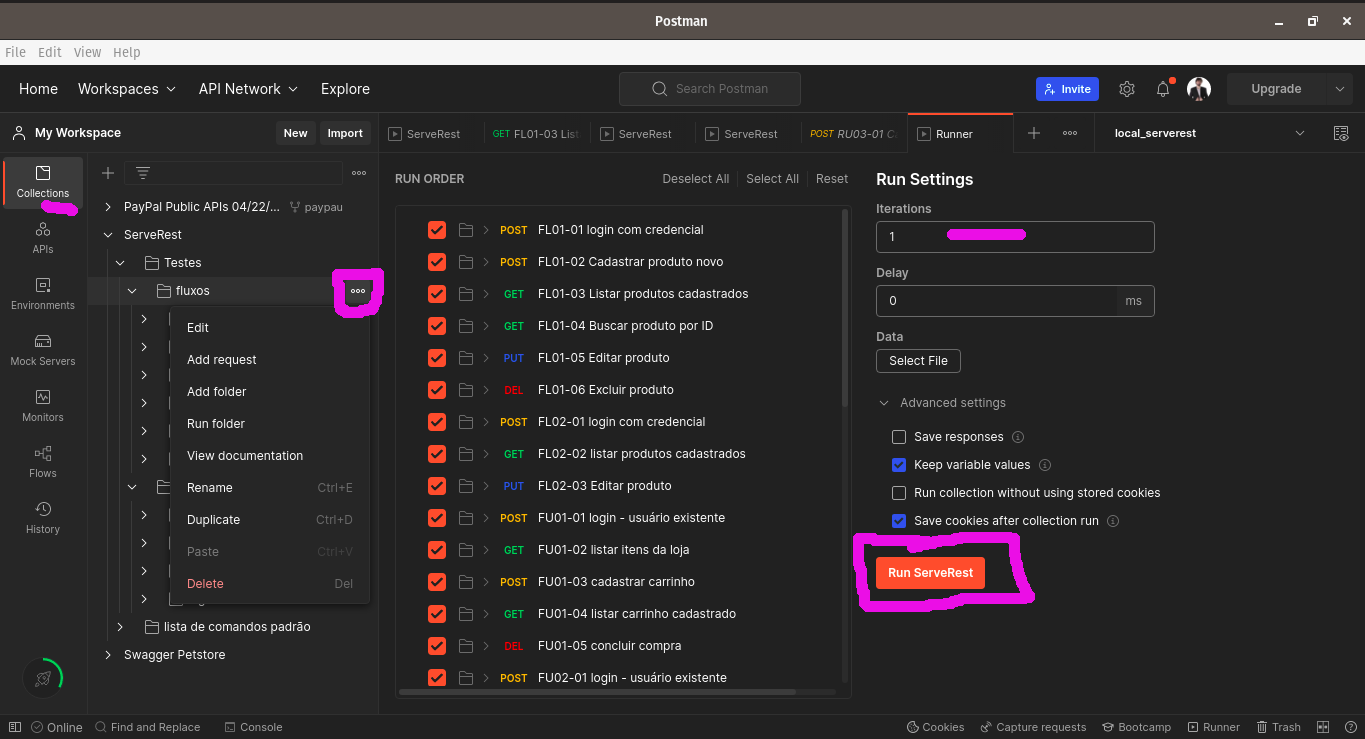 Postman
File Edit View Help
Home Workspaces API Network Explore Search Postman Invite Upgrade
My Workspace New Import
ServeRest GET FL01-03 List ServeRest ServeRest POST RU03-01 C Runner local_serverest
Collections
APIs
Environments
Mock Servers
Monitors
Flows
History
PayPal Public APIs 04/22/... paypau
ServeRest
Testes
fluxos
Edit
Add request
Add folder
Run folder
View documentation
Rename Ctrl+E
Duplicate Ctrl+D
Paste Ctrl+V
Delete Del
lista de comandos padrão
Swagger Petstore
RUN ORDER Deselect All Select All Reset
POST FL01-01 login com credencial
POST FL01-02 Cadastrar produto novo
GET FL01-03 Listar produtos cadastrados
GET FL01-04 Buscar produto por ID
PUT FL01-05 Editar produto
DEL FL01-06 Excluir produto
POST FL02-01 login com credencial
GET FL02-02 listar produtos cadastrados
PUT FL02-03 Editar produto
POST FU01-01 login - usuário existente
GET FU01-02 listar itens da loja
POST FU01-03 cadastrar carrinho
GET FU01-04 listar carrinho cadastrado
DEL FU01-05 concluir compra
POST FU02-01 login - usuário existente
Run Settings
Iterations
1
Delay
0 ms
Data
Select File
Advanced settings
Save responses
Keep variable values
Run collection without using stored cookies
Save cookies after collection run
Run ServeRest
Online Find and Replace Console Cookies Capture requests Bootcamp Runner Trash